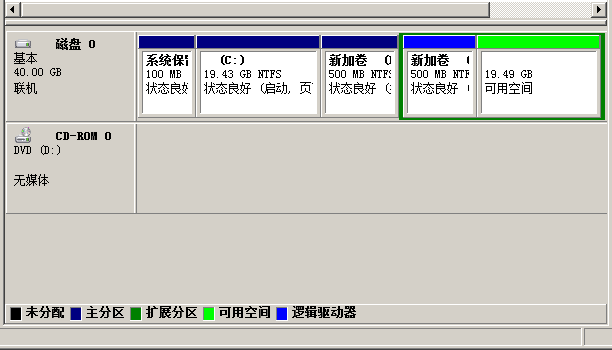 磁盘 0
基本
40.00 GB
联机
系统保
100 MB
状态良好
(C:)
19.43 GB NTFS
状态良好 (启动, 页
新加卷 (
500 MB NTFS
状态良好 (
新加卷 (
500 MB NTF
状态良好
19.49 GB
可用空间
CD-ROM 0
DVD (D:)
无媒体
未分配 主分区 扩展分区 可用空间 逻辑驱动器